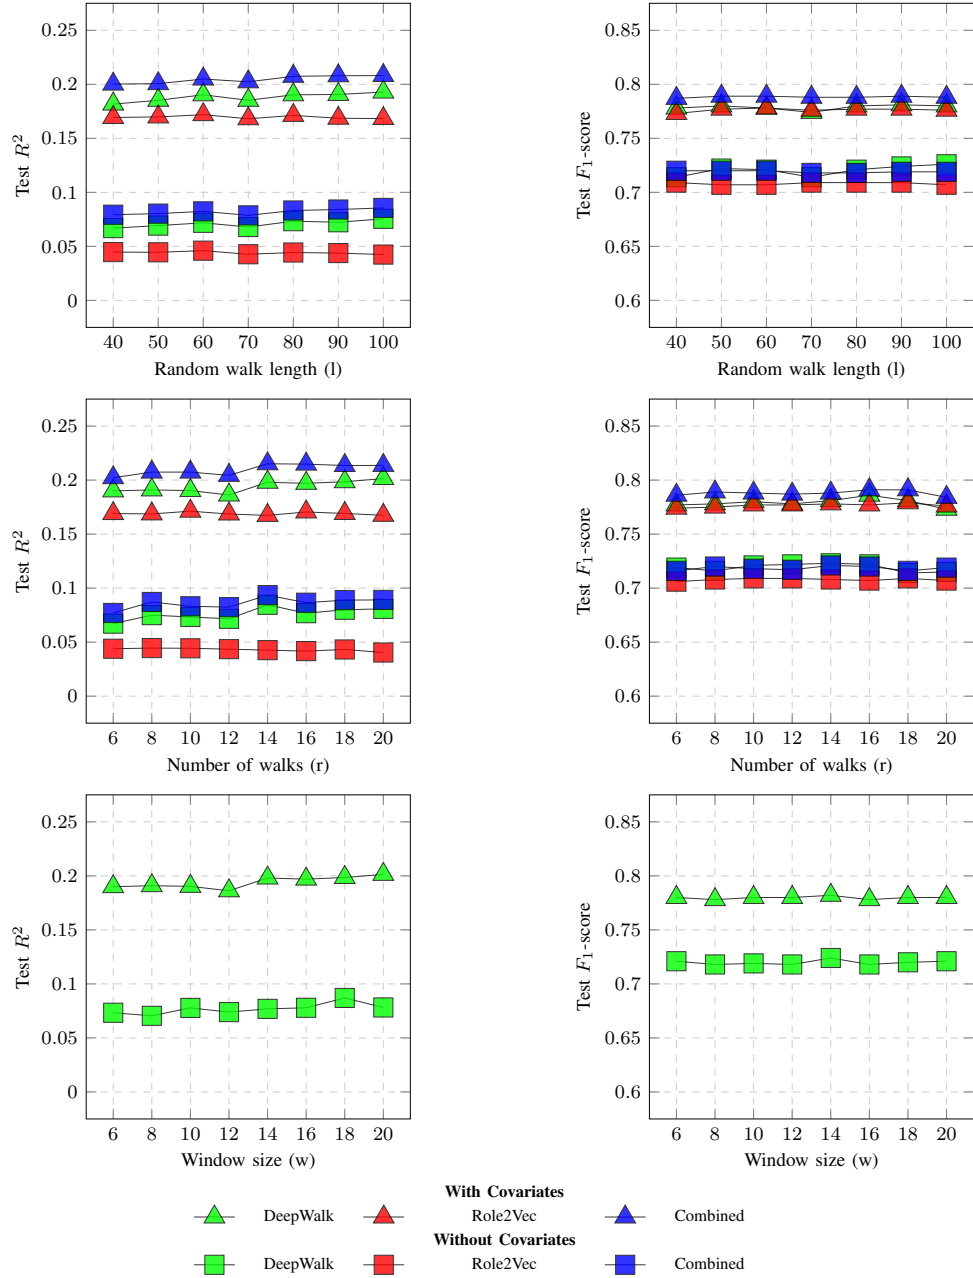 0.25
0.2
0.15
0.1
0.05
0
Test R²
40 50 60 70 80 90 100
Random walk length (l)
0.85
0.8
0.75
0.7
0.65
0.6
Test F₁-score
40 50 60 70 80 90 100
Random walk length (l)
0.25
0.2
0.15
0.1
0.05
0
Test R²
6 8 10 12 14 16 18 20
Number of walks (r)
0.85
0.8
0.75
0.7
0.65
0.6
Test F₁-score
6 8 10 12 14 16 18 20
Number of walks (r)
0.25
0.2
0.15
0.1
0.05
0
Test R²
6 8 10 12 14 16 18 20
Window size (w)
0.85
0.8
0.75
0.7
0.65
0.6
Test F₁-score
6 8 10 12 14 16 18 20
Window size (w)
With Covariates
DeepWalk Role2Vec Combined
Without Covariates
DeepWalk Role2Vec Combined